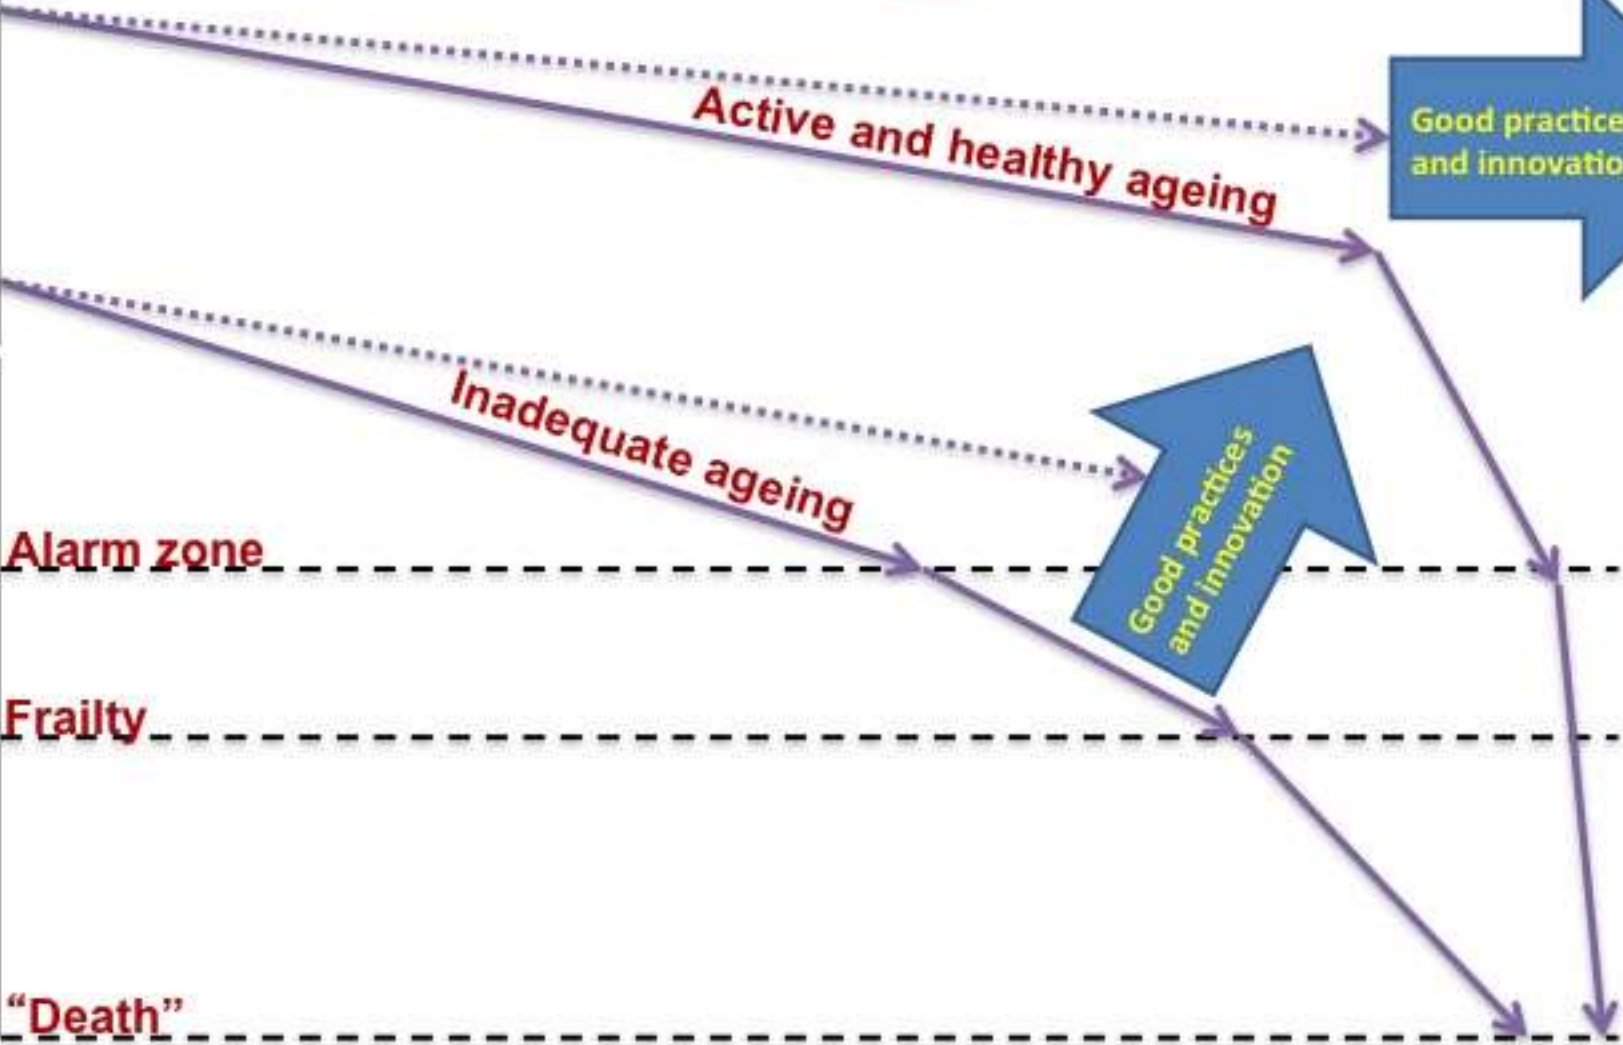 Active and healthy ageing
Good practice
and innovatio
Inadequate ageing
Good practices
and innovation
Alarm zone
Frailty
“Death”